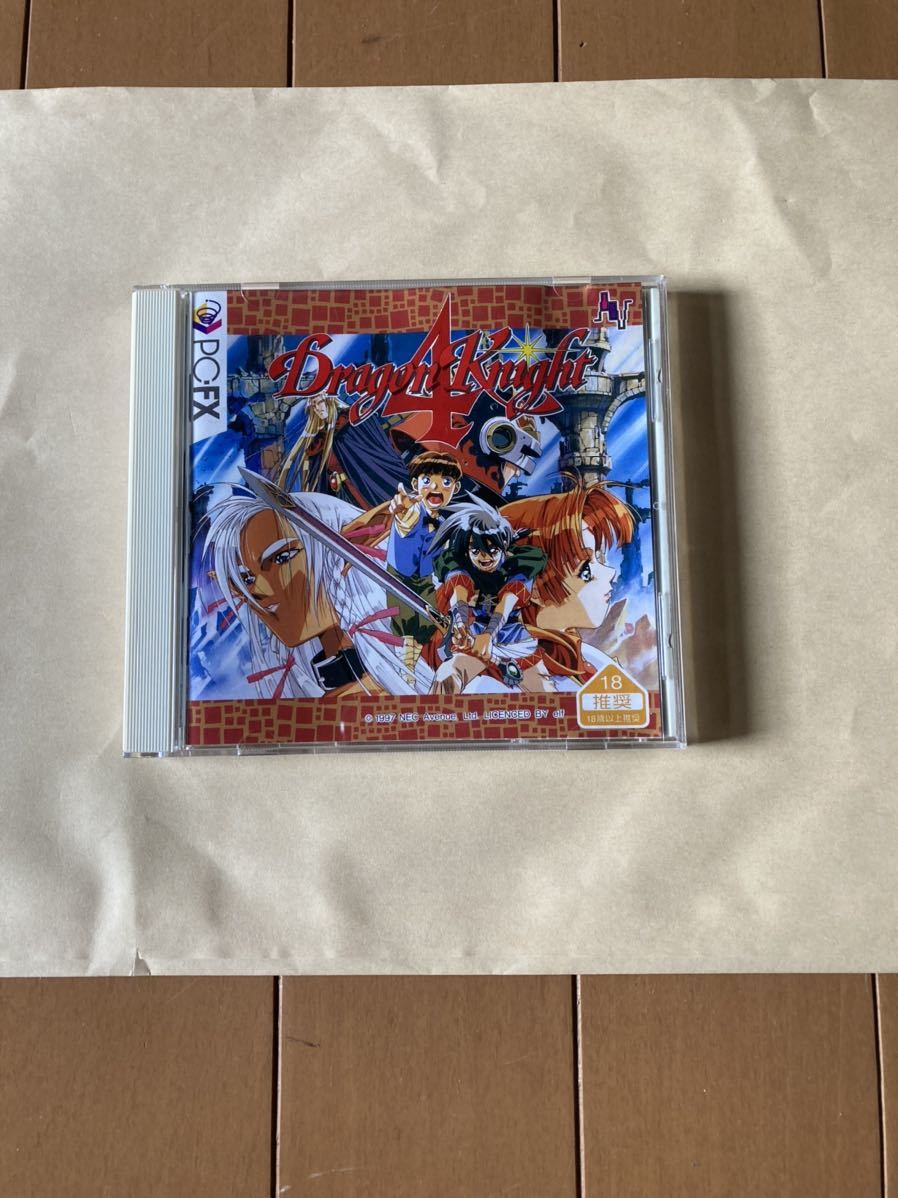 PC-FX
Dragon Knight
4
© 1997 NEC Avenue, Ltd. LICENCED BY elf
18
推奨
18歳以上推奨